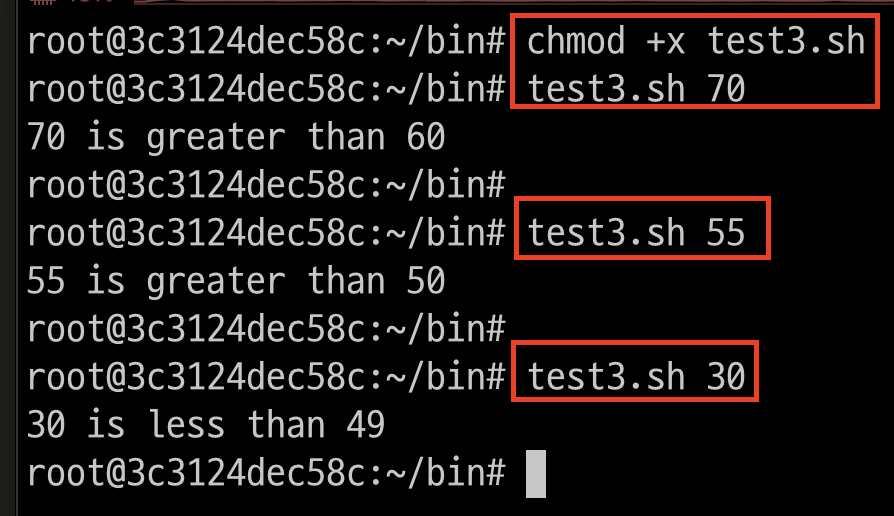 root@3c3124dec58c:~/bin# chmod +x test3.sh
root@3c3124dec58c:~/bin# test3.sh 70
70 is greater than 60
root@3c3124dec58c:~/bin#
root@3c3124dec58c:~/bin# test3.sh 55
55 is greater than 50
root@3c3124dec58c:~/bin#
root@3c3124dec58c:~/bin# test3.sh 30
30 is less than 49
root@3c3124dec58c:~/bin#